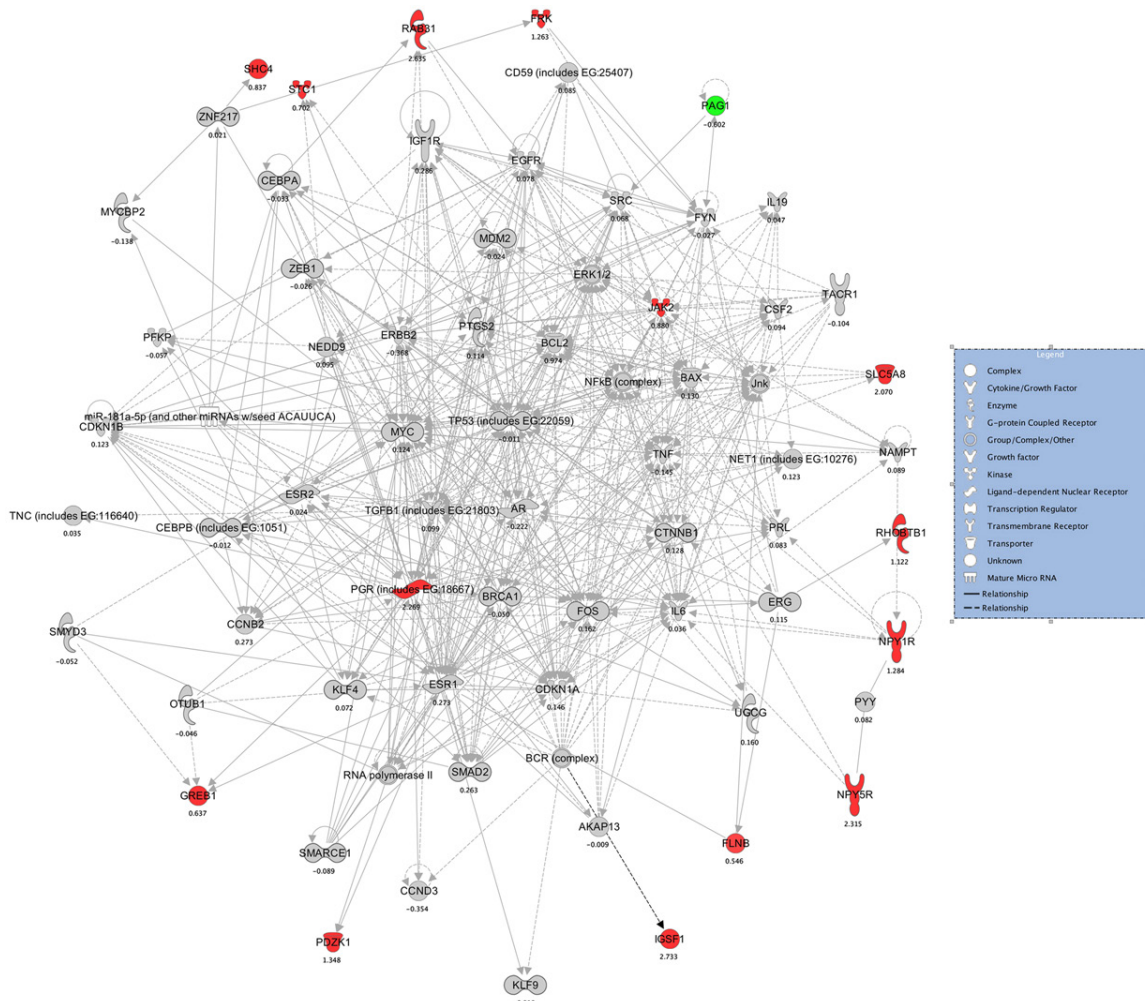 RAB31
2.635
FRK
1.263
SHC4
0.837
CD59 (includes EG:25407)
0.085
STC1
0.702
PAG1
-0.602
ZNF217
0.021
IGF1R
0.286
EGFR
0.078
CEBPA
-0.033
SRC
0.068
IL19
0.047
MYCBP2
-0.138
FYN
-0.027
MDM2
-0.024
ZEB1
-0.026
ERK1/2
TACR1
-0.104
JAK2
0.880
CSF2
0.094
PFKP
-0.057
NEDD9
0.095
ERBB2
-0.368
PTGS2
0.114
BCL2
0.974
NFkB (complex)
BAX
0.130
Jnk
SLC5A8
2.070
miR-181a-5p (and other miRNAs w/seed ACAUUCA)
CDKN1B
0.123
MYC
0.124
TP53 (includes EG:22059)
-0.011
TNF
-0.145
NET1 (includes EG:10276)
0.123
NAMPT
0.089
ESR2
0.024
TNC (includes EG:116640)
0.035
CEBPB (includes EG:1051)
-0.012
TGFB1 (includes EG:21803)
0.099
AR
-0.222
CTNNB1
0.128
PRL
0.083
RHOBTB1
1.122
PGR (includes EG:18667)
2.269
BRCA1
-0.050
FOS
0.162
IL6
0.036
ERG
0.115
CCNB2
0.273
SMYD3
-0.052
NPY1R
1.284
KLF4
0.072
ESR1
0.273
CDKN1A
0.146
OTUB1
-0.046
UGCG
0.160
PYY
0.082
BCR (complex)
RNA polymerase II
SMAD2
0.263
GREB1
0.637
NPY5R
2.315
AKAP13
-0.009
FLNB
0.546
SMARCE1
-0.089
CCND3
-0.354
PDZK1
1.348
IGSF1
2.733
KLF9
Legend
Complex
Cytokine/Growth Factor
Enzyme
G-protein Coupled Receptor
Group/Complex/Other
Growth factor
Kinase
Ligand-dependent Nuclear Receptor
Transcription Regulator
Transmembrane Receptor
Transporter
Unknown
Mature Micro RNA
Relationship
Relationship